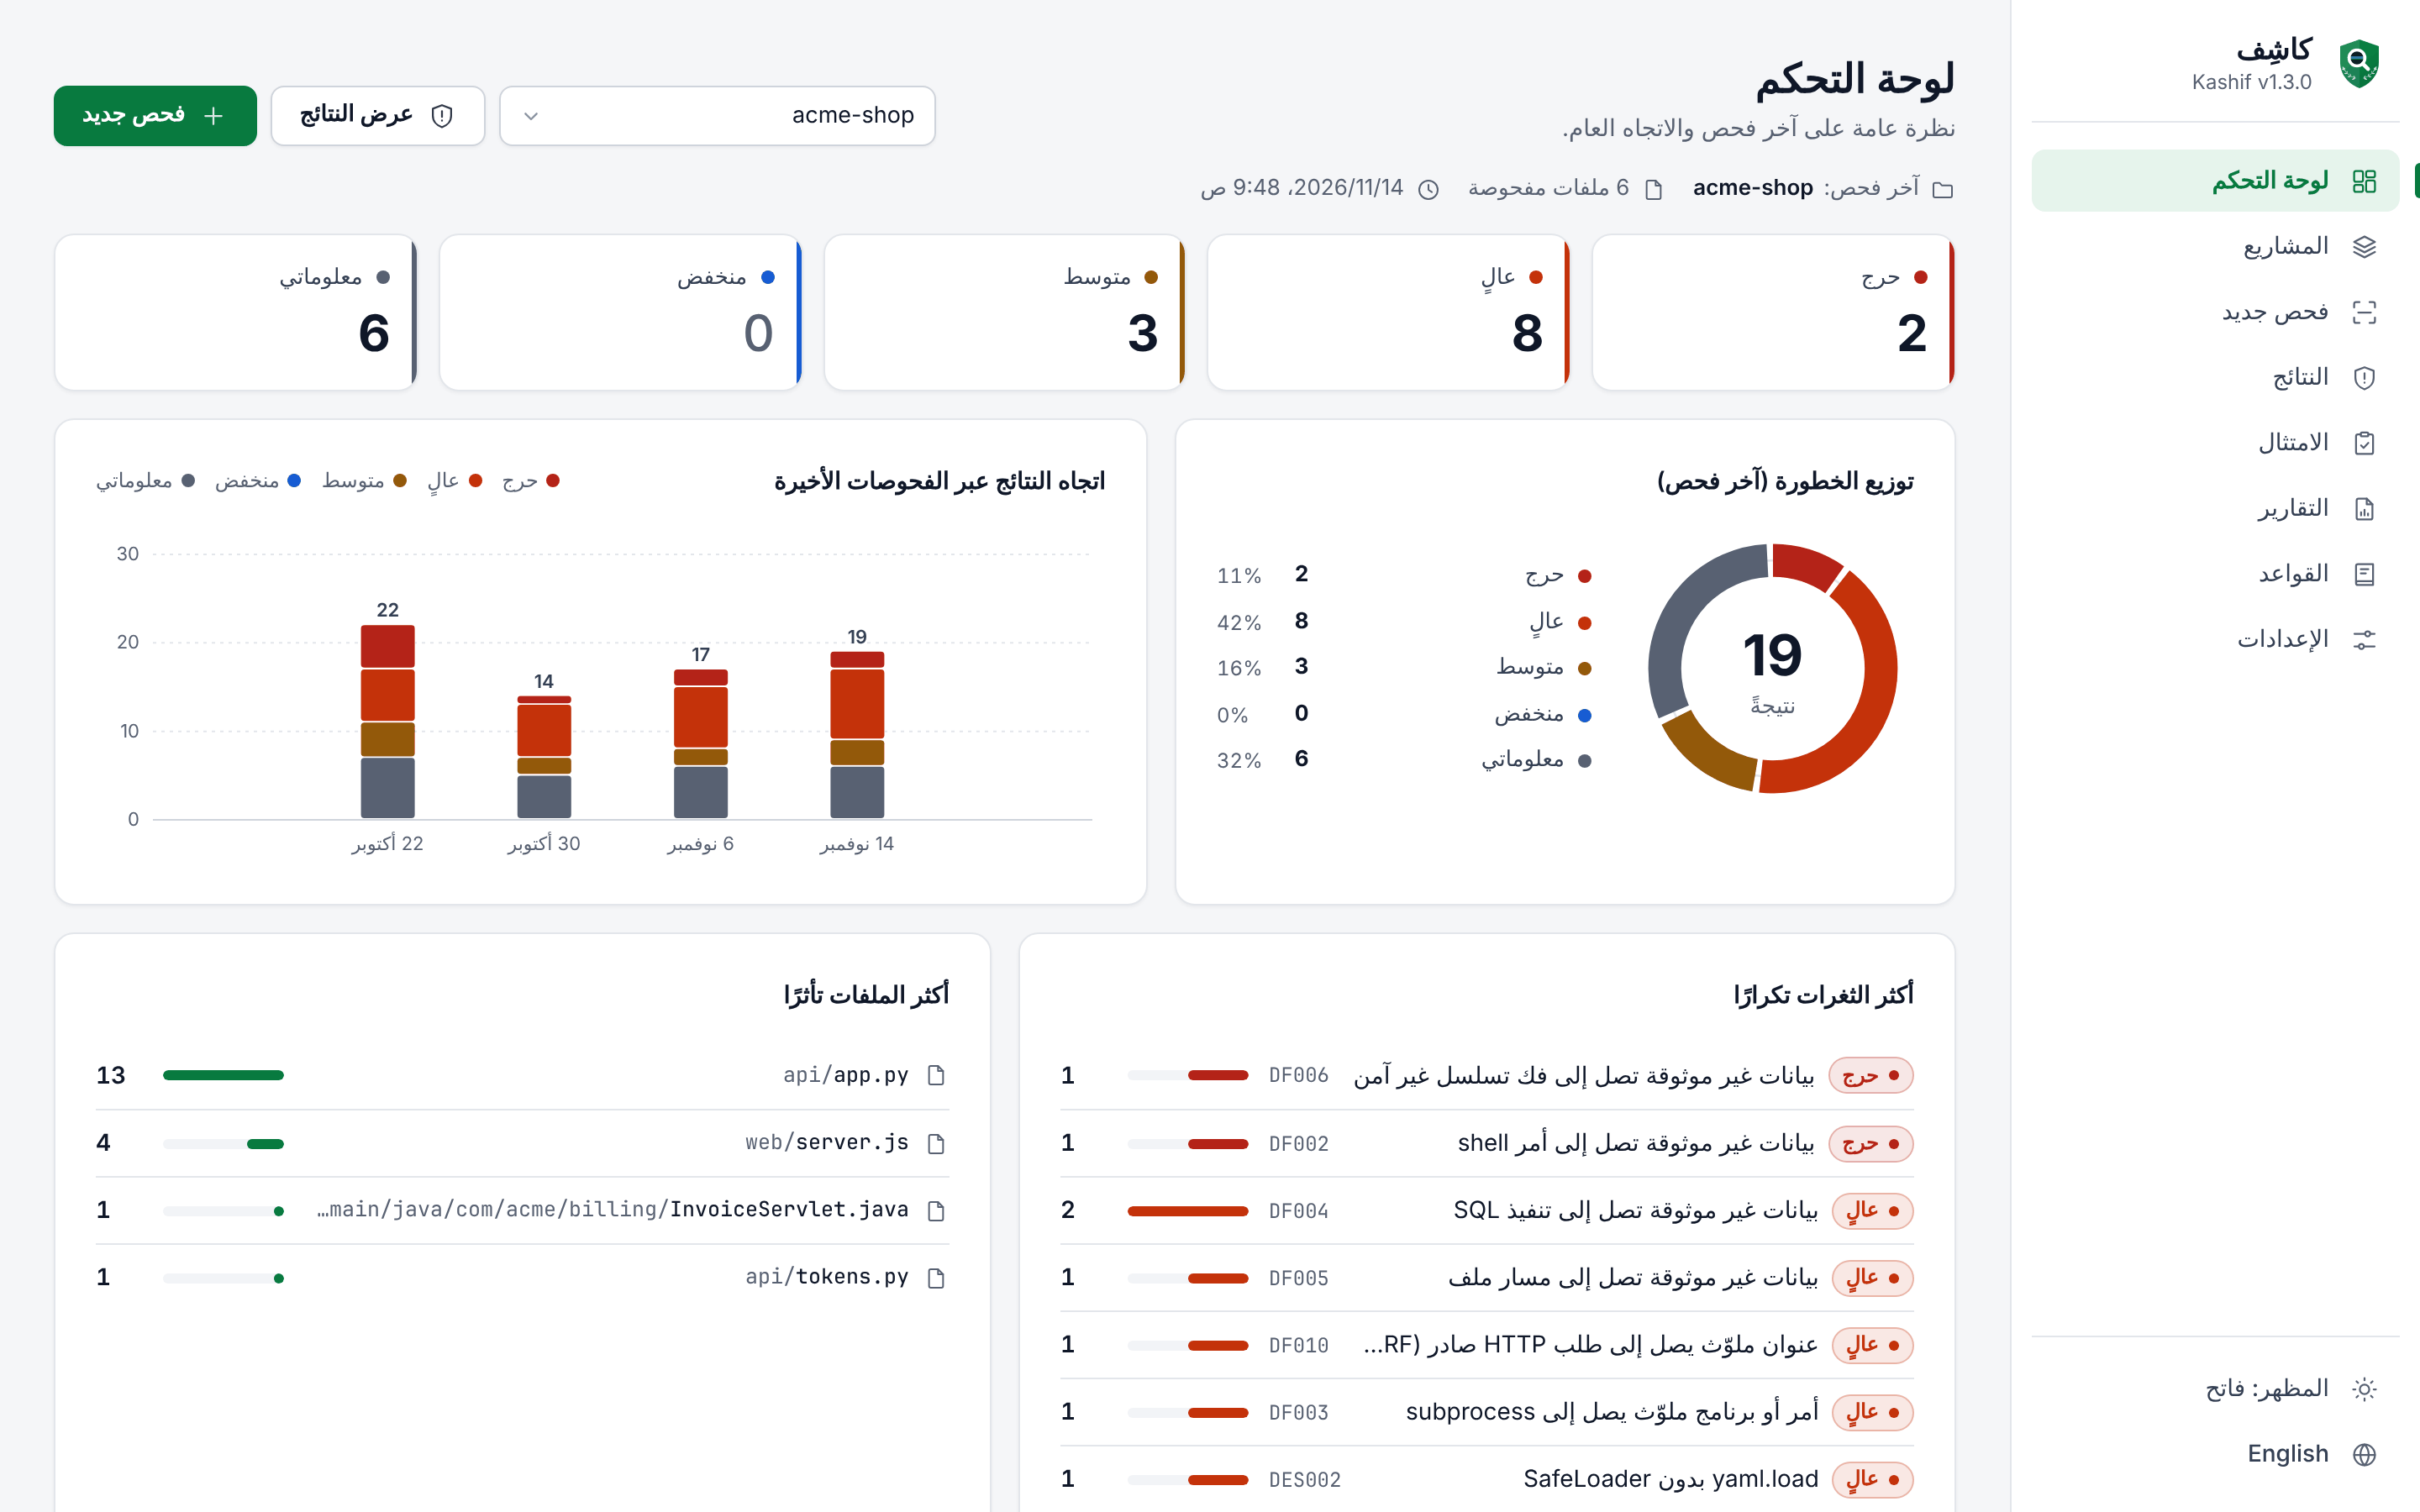 كاشِف
Kashif v1.3.0
لوحة التحكم
المشاريع
فحص جديد
النتائج
الامتثال
التقارير
القواعد
الإعدادات
المظهر: فاتح
English
لوحة التحكم
نظرة عامة على آخر فحص والاتجاه العام.
acme-shop
عرض النتائج
فحص جديد
آخر فحص: acme-shop 6 ملفات مفحوصة 2026/11/14، 9:48 ص
حرج
2
عالٍ
8
متوسط
3
منخفض
0
معلوماتي
6
توزيع الخطورة (آخر فحص)
19
نتيجةً
حرج 2 11%
عالٍ 8 42%
متوسط 3 16%
منخفض 0 0%
معلوماتي 6 32%
اتجاه النتائج عبر الفحوصات الأخيرة
حرج عالٍ متوسط منخفض معلوماتي
30
20
10
0
22
14
17
19
22 أكتوبر
30 أكتوبر
6 نوفمبر
14 نوفمبر
أكثر الثغرات تكرارًا
حرج بيانات غير موثوقة تصل إلى فك تسلسل غير آمن DF006 1
حرج بيانات غير موثوقة تصل إلى أمر shell DF002 1
عالٍ بيانات غير موثوقة تصل إلى تنفيذ SQL DF004 2
عالٍ بيانات غير موثوقة تصل إلى مسار ملف DF005 1
عالٍ عنوان ملوّث يصل إلى طلب HTTP صادر (RF… DF010 1
عالٍ أمر أو برنامج ملوّث يصل إلى subprocess DF003 1
عالٍ yaml.load بدون SafeLoader DES002 1
أكثر الملفات تأثرًا
api/app.py 13
web/server.js 4
…main/java/com/acme/billing/InvoiceServlet.java 1
api/tokens.py 1